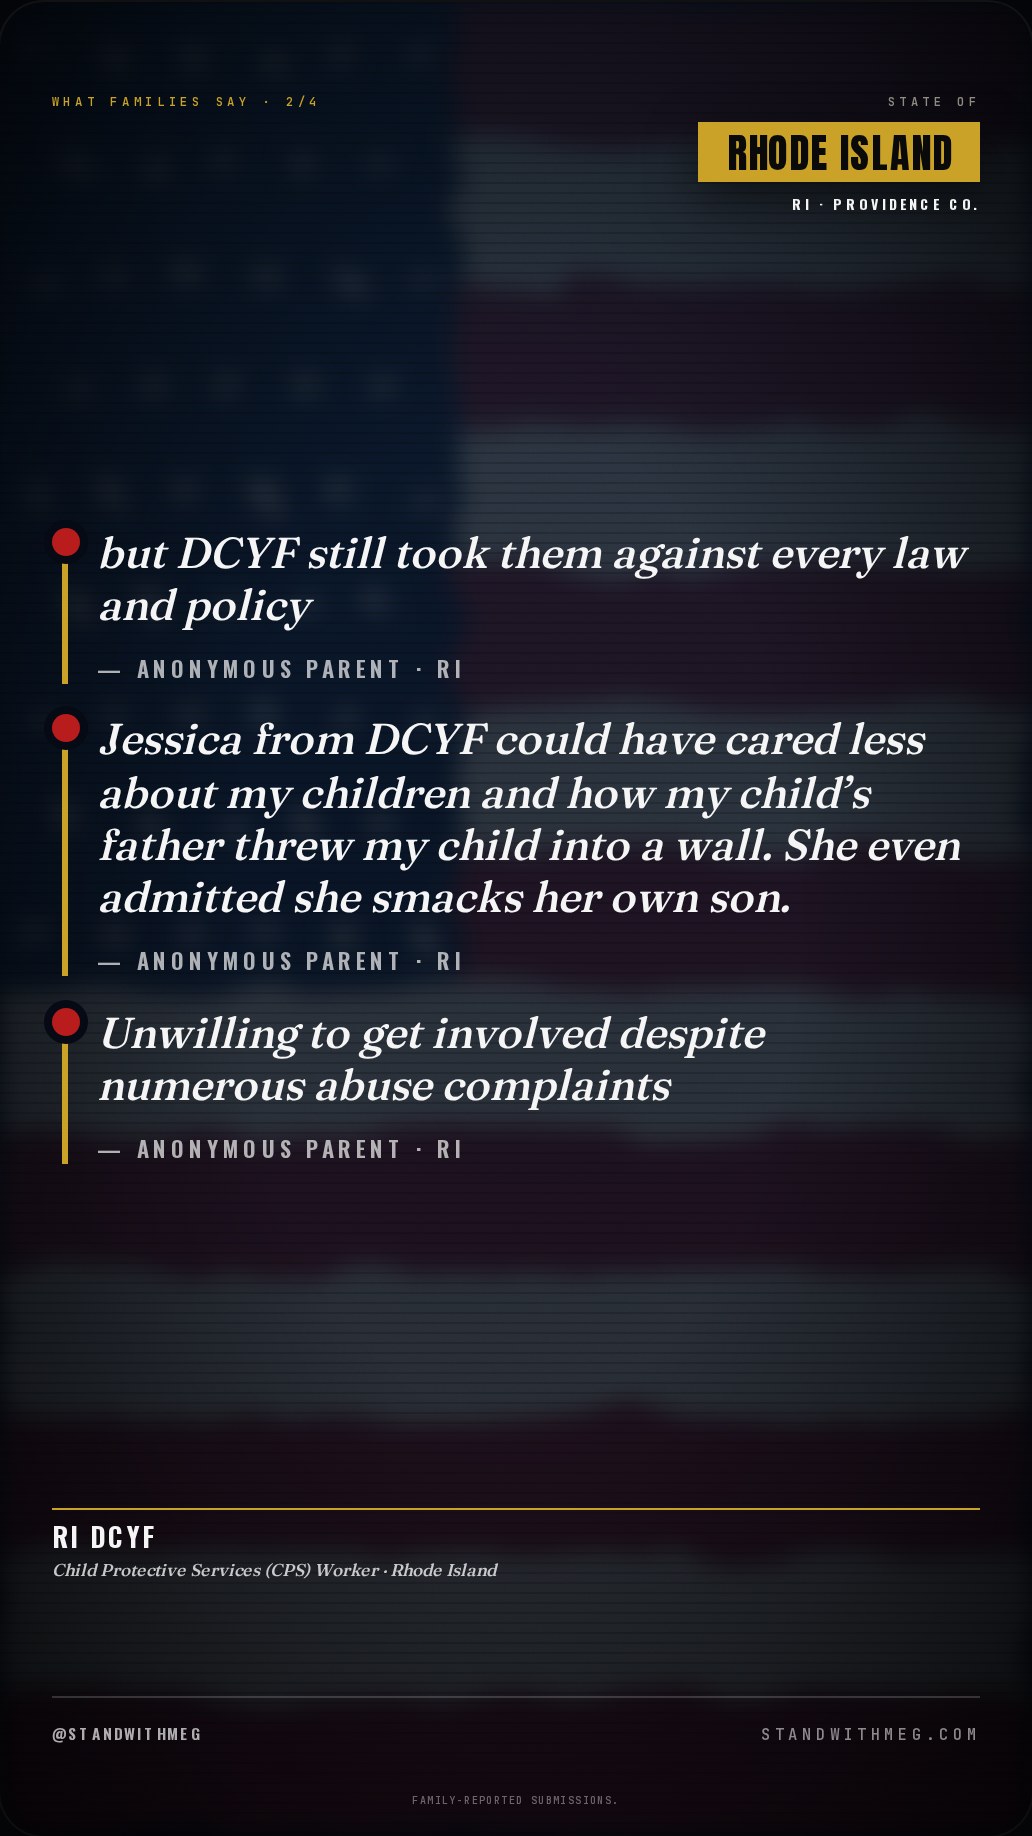 WHAT FAMILIES SAY · 2/4
STATE OF
RHODE ISLAND
RI · PROVIDENCE CO.
but DCYF still took them against every law
and policy
— ANONYMOUS PARENT · RI
Jessica from DCYF could have cared less
about my children and how my child’s
father threw my child into a wall. She even
admitted she smacks her own son.
— ANONYMOUS PARENT · RI
Unwilling to get involved despite
numerous abuse complaints
— ANONYMOUS PARENT · RI
RI DCYF
Child Protective Services (CPS) Worker · Rhode Island
@STANDWITHMEG
STANDWITHMEG.COM
FAMILY-REPORTED SUBMISSIONS.